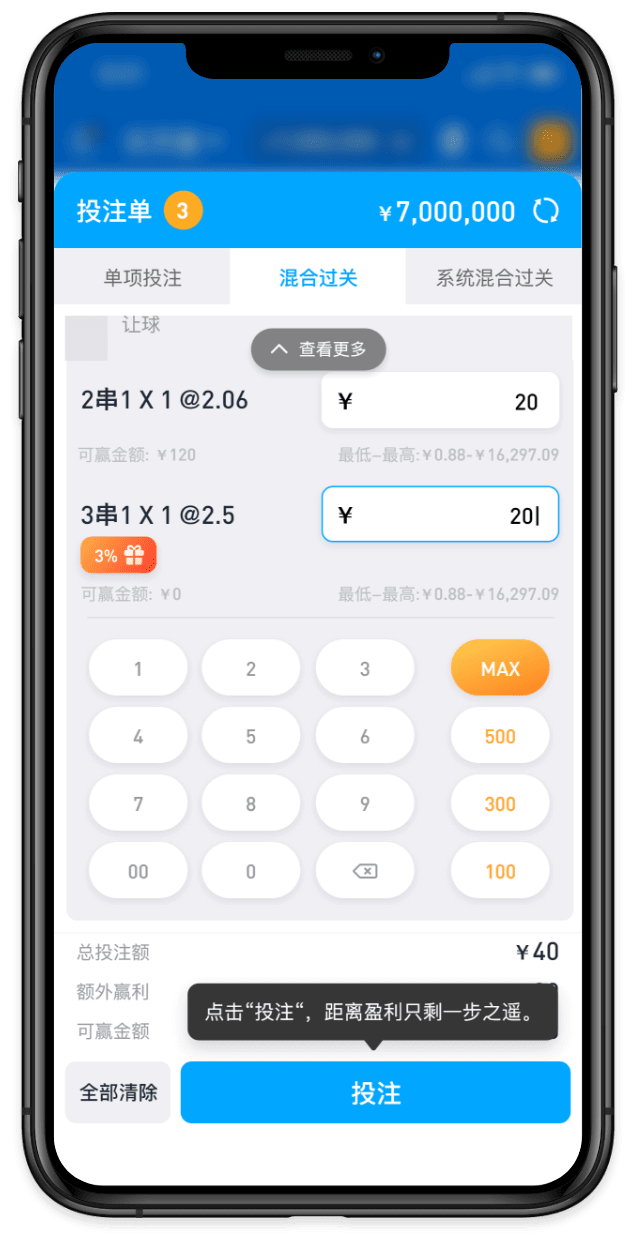 投注单 3 ￥7,000,000
单项投注 混合过关 系统混合过关
让球
查看更多
2串1 X 1 @2.06 ￥ 20
可赢金额: ￥120 最低–最高:￥0.88-￥16,297.09
3串1 X 1 @2.5 ￥ 20
3%
可赢金额: ￥0 最低–最高:￥0.88-￥16,297.09
1 2 3 MAX
4 5 6 500
7 8 9 300
00 0 100
总投注额 ￥40
额外赢利
点击“投注“，距离盈利只剩一步之遥。
可赢金额
全部清除 投注